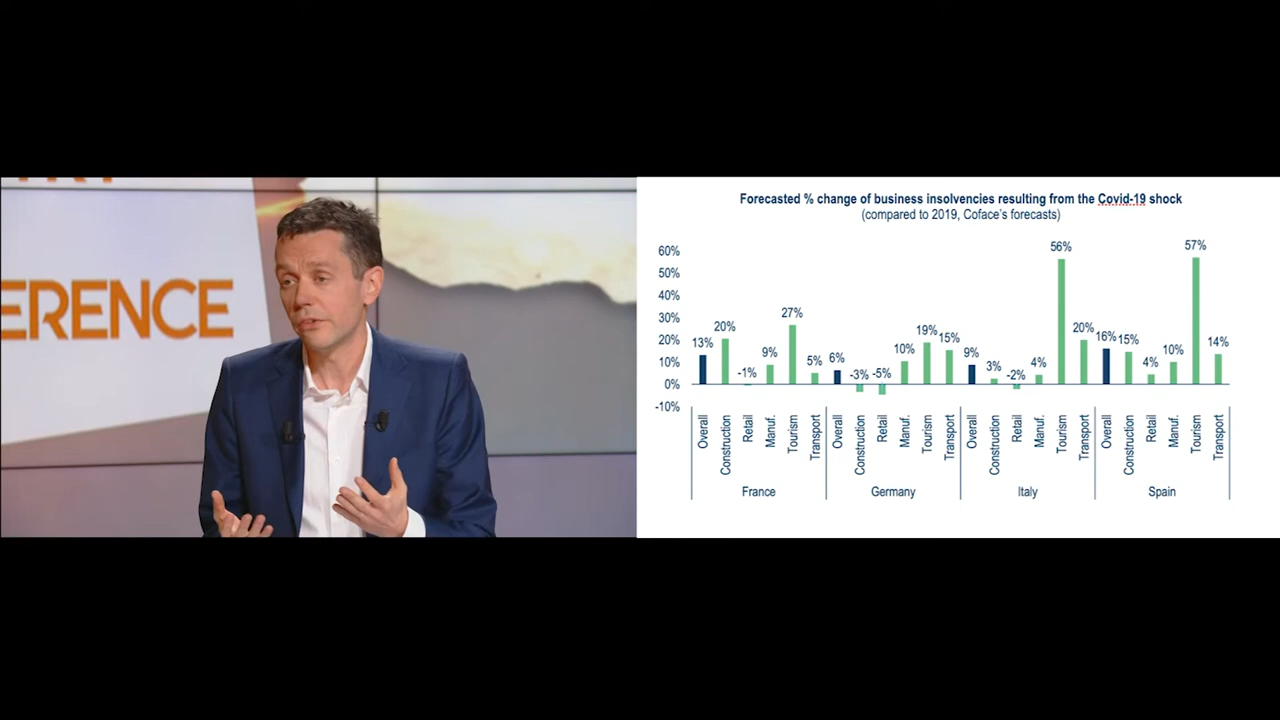 ERENCE
Forecasted % change of business insolvencies resulting from the Covid-19 shock
(compared to 2019, Coface's forecasts)
60%
50%
40%
30%
20%
10%
0%
-10%
13%
20%
-1%
9%
27%
5%
6%
-3%
-5%
10%
19%
15%
9%
3%
-2%
4%
56%
20%
16%
15%
4%
10%
57%
14%
Overall
Construction
Retail
Manuf.
Tourism
Transport
Overall
Construction
Retail
Manuf.
Tourism
Transport
Overall
Construction
Retail
Manuf.
Tourism
Transport
Overall
Construction
Retail
Manuf.
Tourism
Transport
France
Germany
Italy
Spain